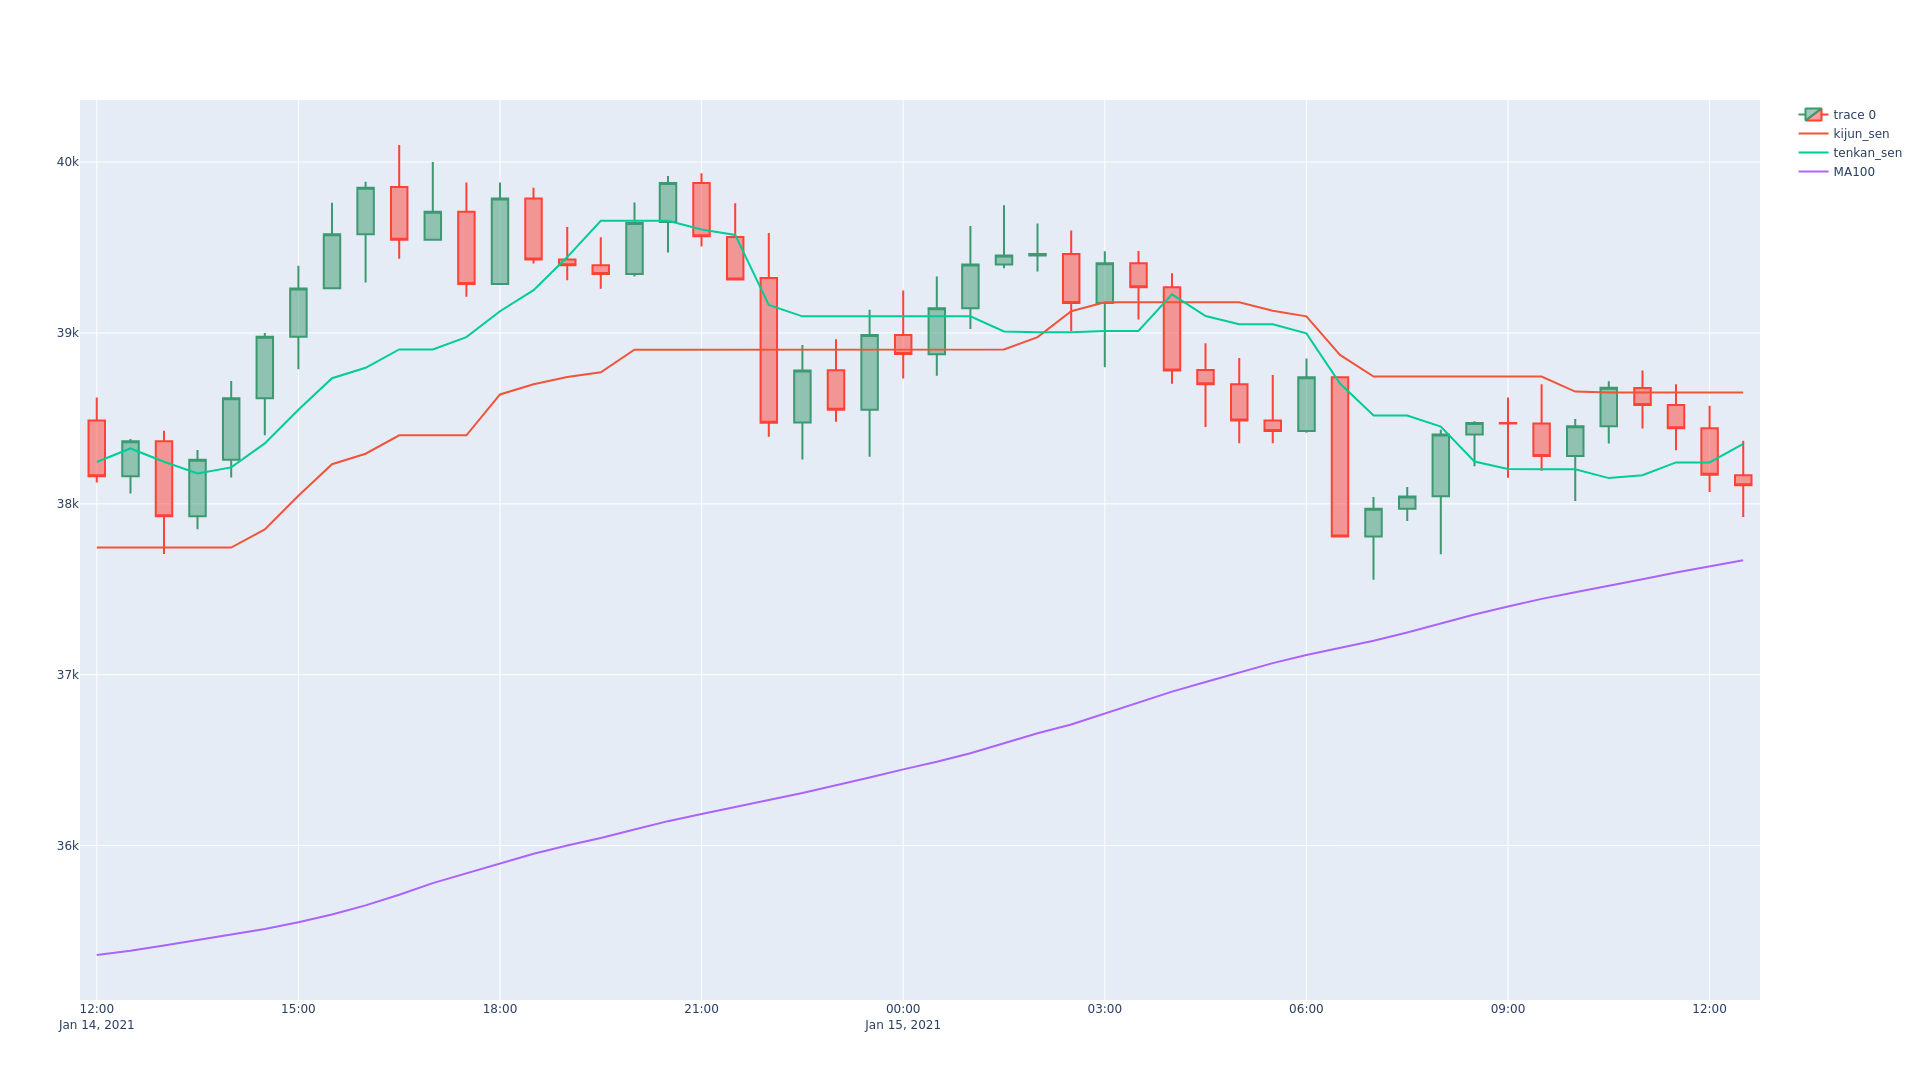 40k
39k
38k
37k
36k
12:00
Jan 14, 2021
15:00
18:00
21:00
00:00
Jan 15, 2021
03:00
06:00
09:00
12:00
trace 0
kijun_sen
tenkan_sen
MA100